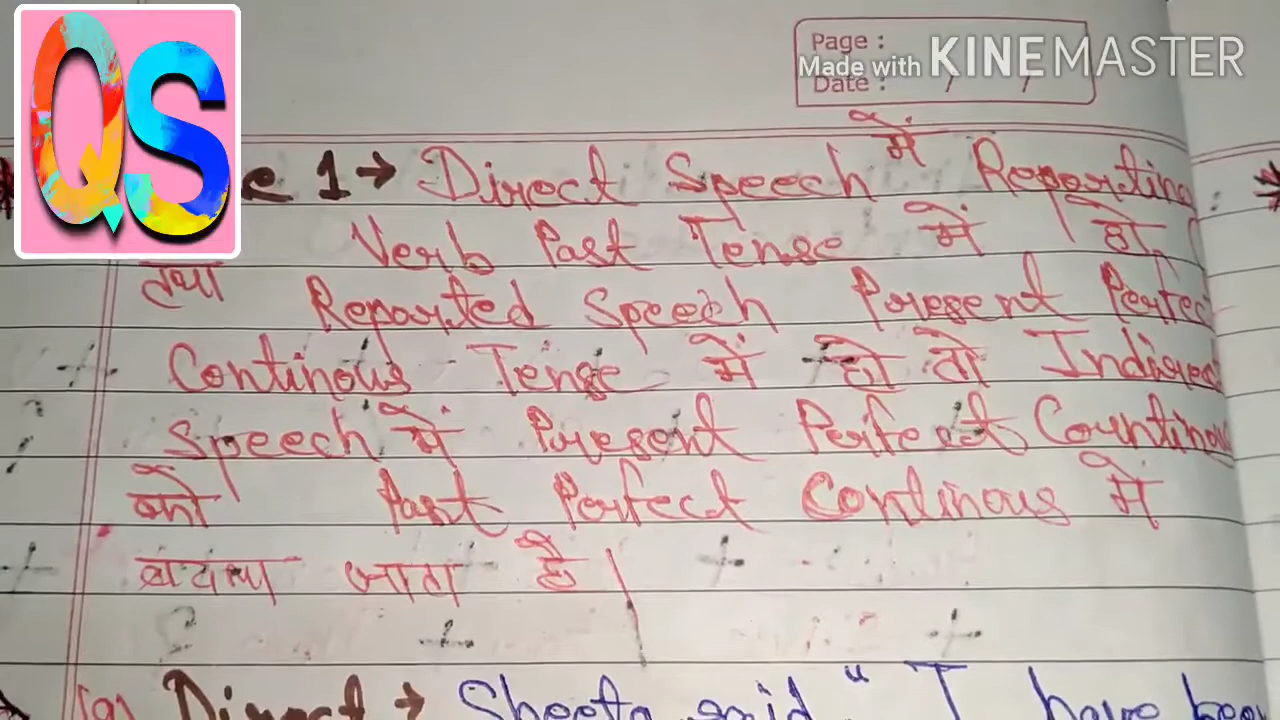 QS
Page :
Made with KINEMASTER
Date : / /
e 1 → Direct Speech में Reporting
Verb Past Tense में हो,
तथा Reported Speech Present Perfect
Continous Tense में हो तो Indirect
Speech में Present Perfect Countinous
को Past Perfect Continous में
बदला जाता है।
(a) Direct → Sheeta said " I have been